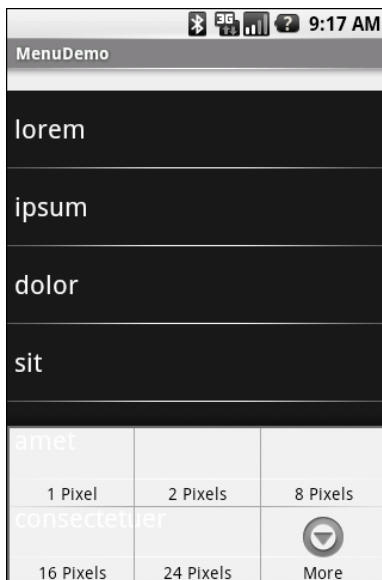 3G 9:17 AM
MenuDemo
lorem
ipsum
dolor
sit
amet
1 Pixel 2 Pixels 8 Pixels
consectetuer
16 Pixels 24 Pixels More